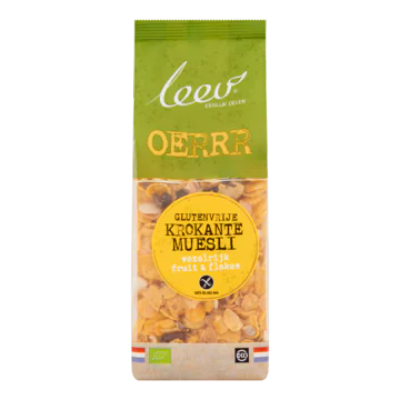 leev
OERRR
GLUTENVRIJE
KROKANTE
MUESLI
vezelrijk
fruit & flakes